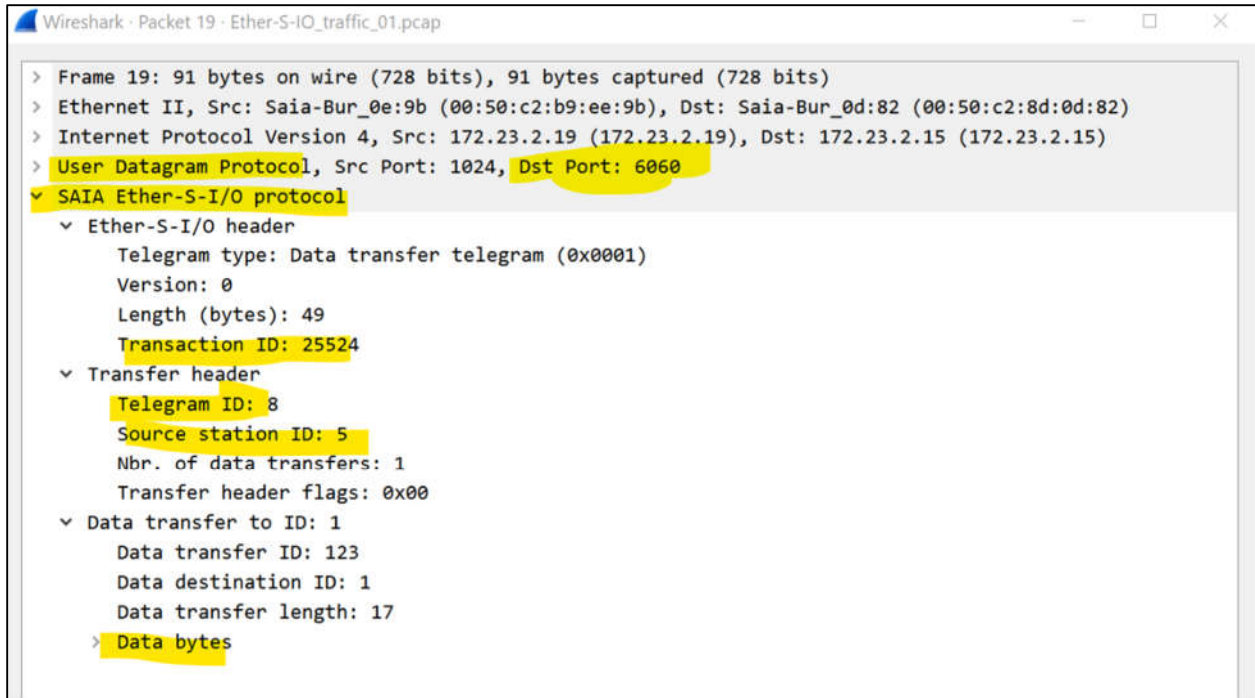 Wireshark · Packet 19 · Ether-S-IO_traffic_01.pcap
Frame 19: 91 bytes on wire (728 bits), 91 bytes captured (728 bits)
Ethernet II, Src: Saia-Bur_0e:9b (00:50:c2:b9:ee:9b), Dst: Saia-Bur_0d:82 (00:50:c2:8d:0d:82)
Internet Protocol Version 4, Src: 172.23.2.19 (172.23.2.19), Dst: 172.23.2.15 (172.23.2.15)
User Datagram Protocol, Src Port: 1024, Dst Port: 6060
SAIA Ether-S-I/O protocol
Ether-S-I/O header
Telegram type: Data transfer telegram (0x0001)
Version: 0
Length (bytes): 49
Transaction ID: 25524
Transfer header
Telegram ID: 8
Source station ID: 5
Nbr. of data transfers: 1
Transfer header flags: 0x00
Data transfer to ID: 1
Data transfer ID: 123
Data destination ID: 1
Data transfer length: 17
Data bytes